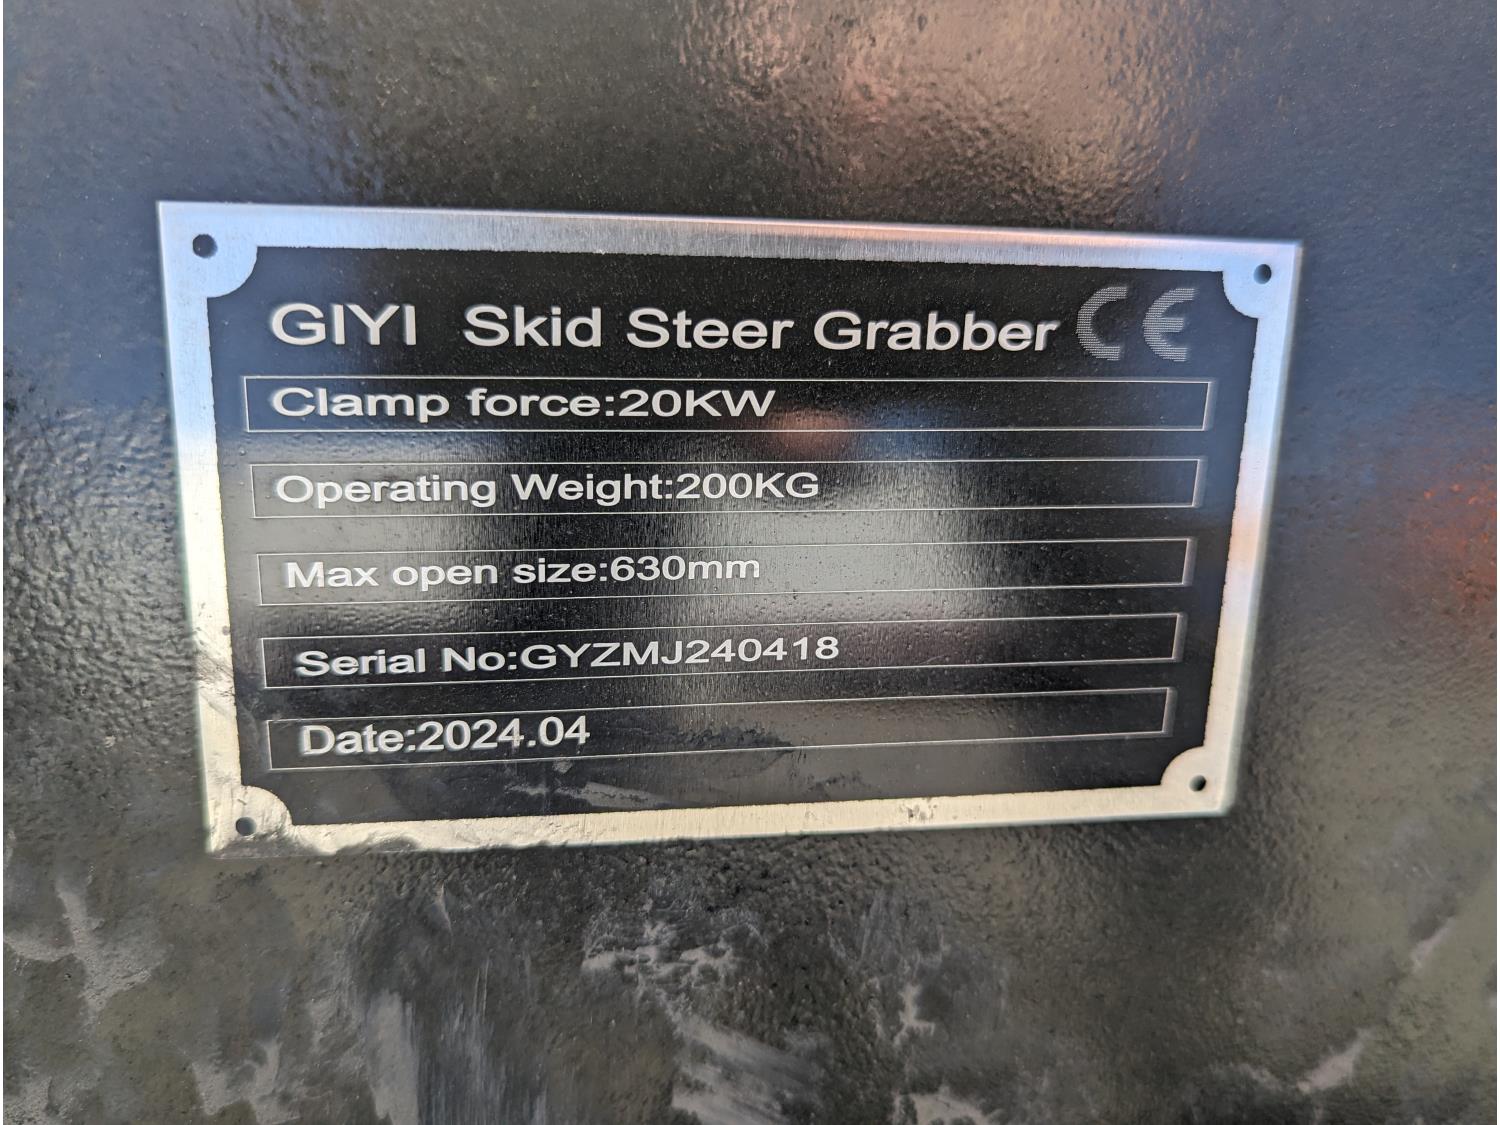 GIYI Skid Steer Grabber CE
Clamp force:20KW
Operating Weight:200KG
Max open size:630mm
Serial No:GYZMJ240418
Date:2024.04